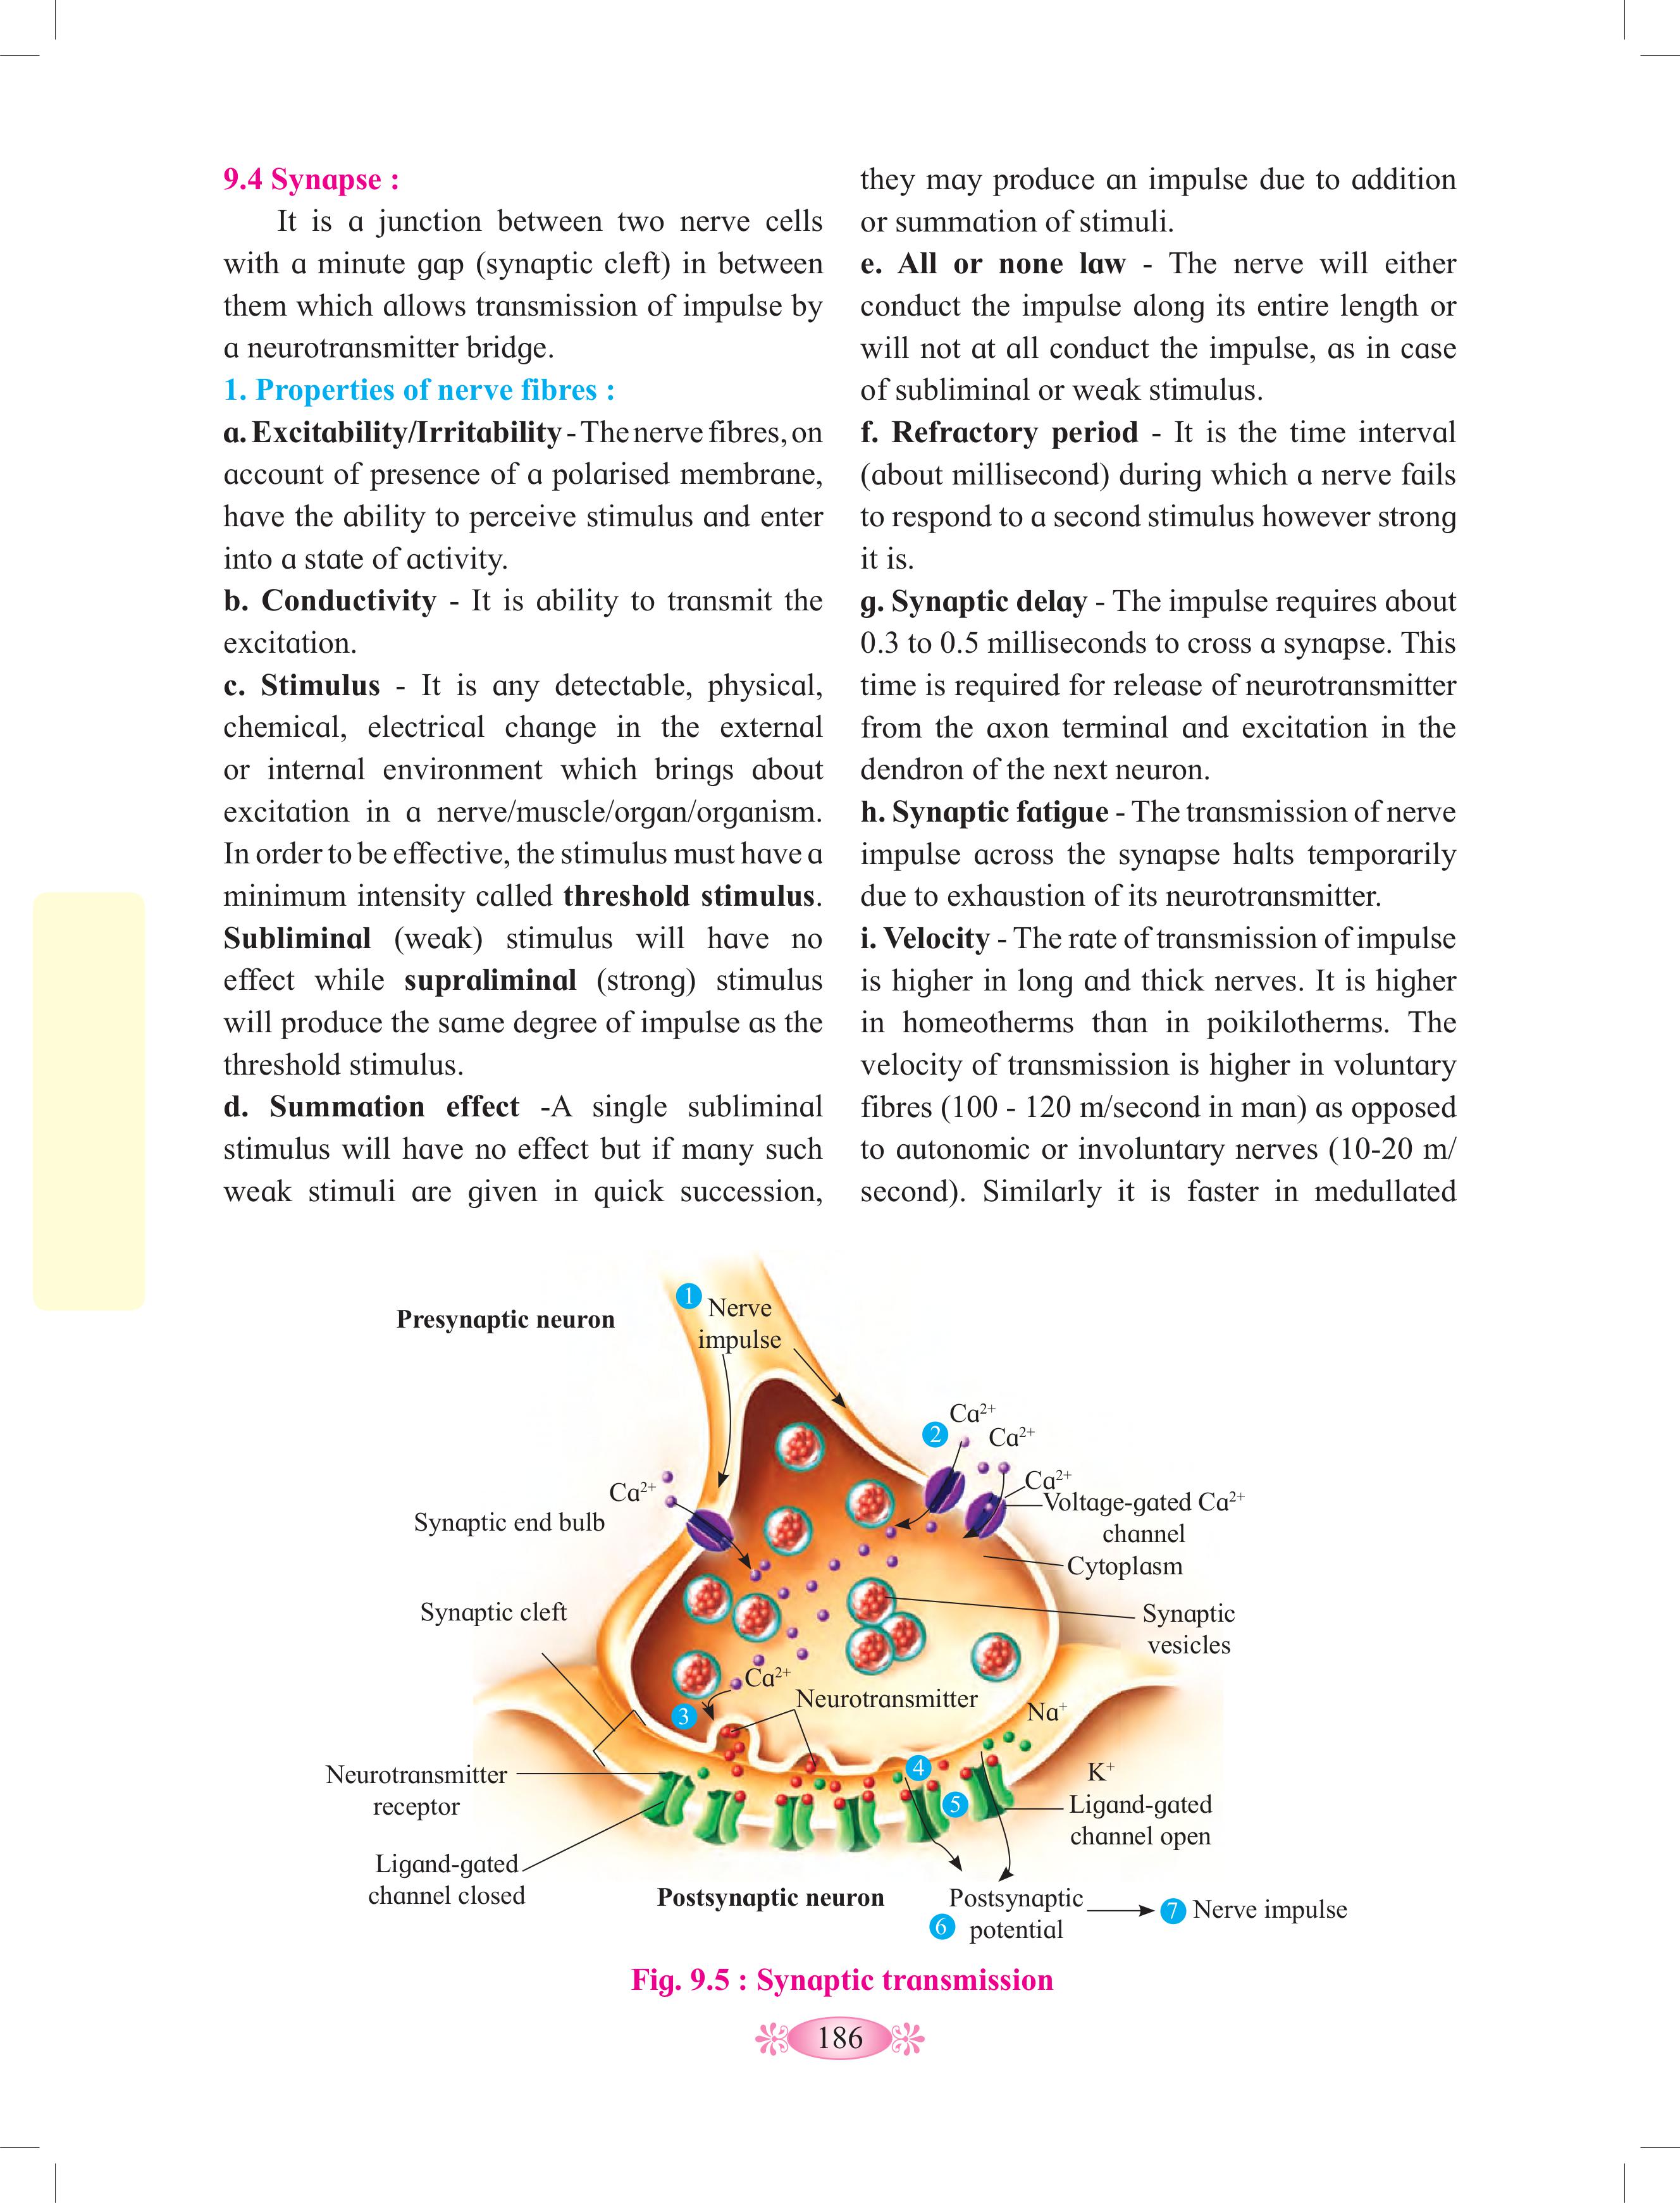 9.4 Synapse :
It is a junction between two nerve cells
with a minute gap (synaptic cleft) in between
them which allows transmission of impulse by
a neurotransmitter bridge.
1. Properties of nerve fibres :
a. Excitability/Irritability - The nerve fibres, on
account of presence of a polarised membrane,
have the ability to perceive stimulus and enter
into a state of activity.
b. Conductivity - It is ability to transmit the
excitation.
c. Stimulus - It is any detectable, physical,
chemical, electrical change in the external
or internal environment which brings about
excitation in a nerve/muscle/organ/organism.
In order to be effective, the stimulus must have a
minimum intensity called threshold stimulus.
Subliminal (weak) stimulus will have no
effect while supraliminal (strong) stimulus
will produce the same degree of impulse as the
threshold stimulus.
d. Summation effect -A single subliminal
stimulus will have no effect but if many such
weak stimuli are given in quick succession,
they may produce an impulse due to addition
or summation of stimuli.
e. All or none law - The nerve will either
conduct the impulse along its entire length or
will not at all conduct the impulse, as in case
of subliminal or weak stimulus.
f. Refractory period - It is the time interval
(about millisecond) during which a nerve fails
to respond to a second stimulus however strong
it is.
g. Synaptic delay - The impulse requires about
0.3 to 0.5 milliseconds to cross a synapse. This
time is required for release of neurotransmitter
from the axon terminal and excitation in the
dendron of the next neuron.
h. Synaptic fatigue - The transmission of nerve
impulse across the synapse halts temporarily
due to exhaustion of its neurotransmitter.
i. Velocity - The rate of transmission of impulse
is higher in long and thick nerves. It is higher
in homeotherms than in poikilotherms. The
velocity of transmission is higher in voluntary
fibres (100 - 120 m/second in man) as opposed
to autonomic or involuntary nerves (10-20 m/
second). Similarly it is faster in medullated
Presynaptic neuron
1 Nerve
impulse
2
Ca²⁺
Ca²⁺
Ca²⁺
Voltage-gated Ca²⁺
channel
Cytoplasm
Ca²⁺
Synaptic end bulb
Synaptic cleft
Synaptic
vesicles
Ca²⁺
3
Neurotransmitter
Na⁺
Neurotransmitter
receptor
4
5
K⁺
Ligand-gated
channel open
Ligand-gated
channel closed
Postsynaptic neuron
Postsynaptic
6 potential
7 Nerve impulse
Fig. 9.5 : Synaptic transmission
186